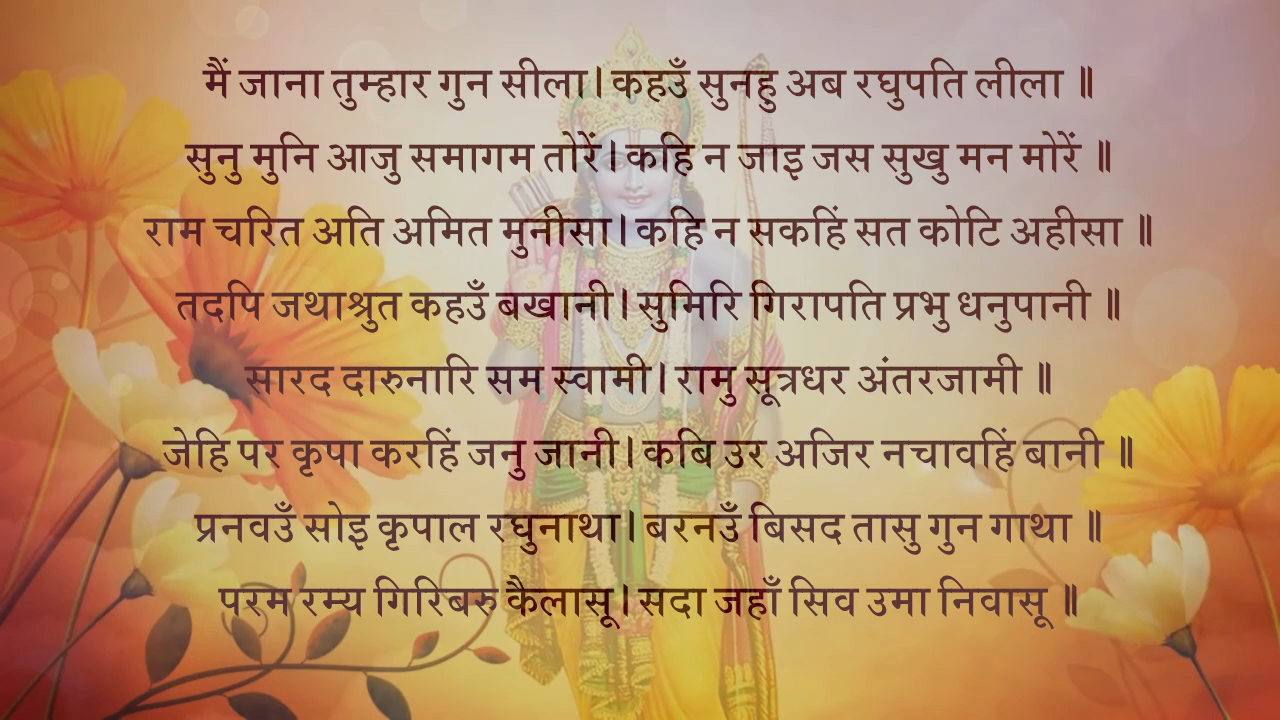 मैं जाना तुम्हार गुन सीला। कहउँ सुनहु अब रघुपति लीला ॥
सुनु मुनि आजु समागम तोरें। कहि न जाइ जस सुखु मन मोरें ॥
राम चरित अति अमित मुनीसा। कहि न सकहिं सत कोटि अहीसा ॥
तदपि जथाश्रुत कहउँ बखानी। सुमिरि गिरापति प्रभु धनुपानी ॥
सारद दारुनारि सम स्वामी। रामु सूत्रधर अंतरजामी ॥
जेहि पर कृपा करहिं जनु जानी। कबि उर अजिर नचावहिं बानी ॥
प्रनवउँ सोइ कृपाल रघुनाथा। बरनउँ बिसद तासु गुन गाथा ॥
परम रम्य गिरिबरु कैलासू। सदा जहाँ सिव उमा निवासू ॥